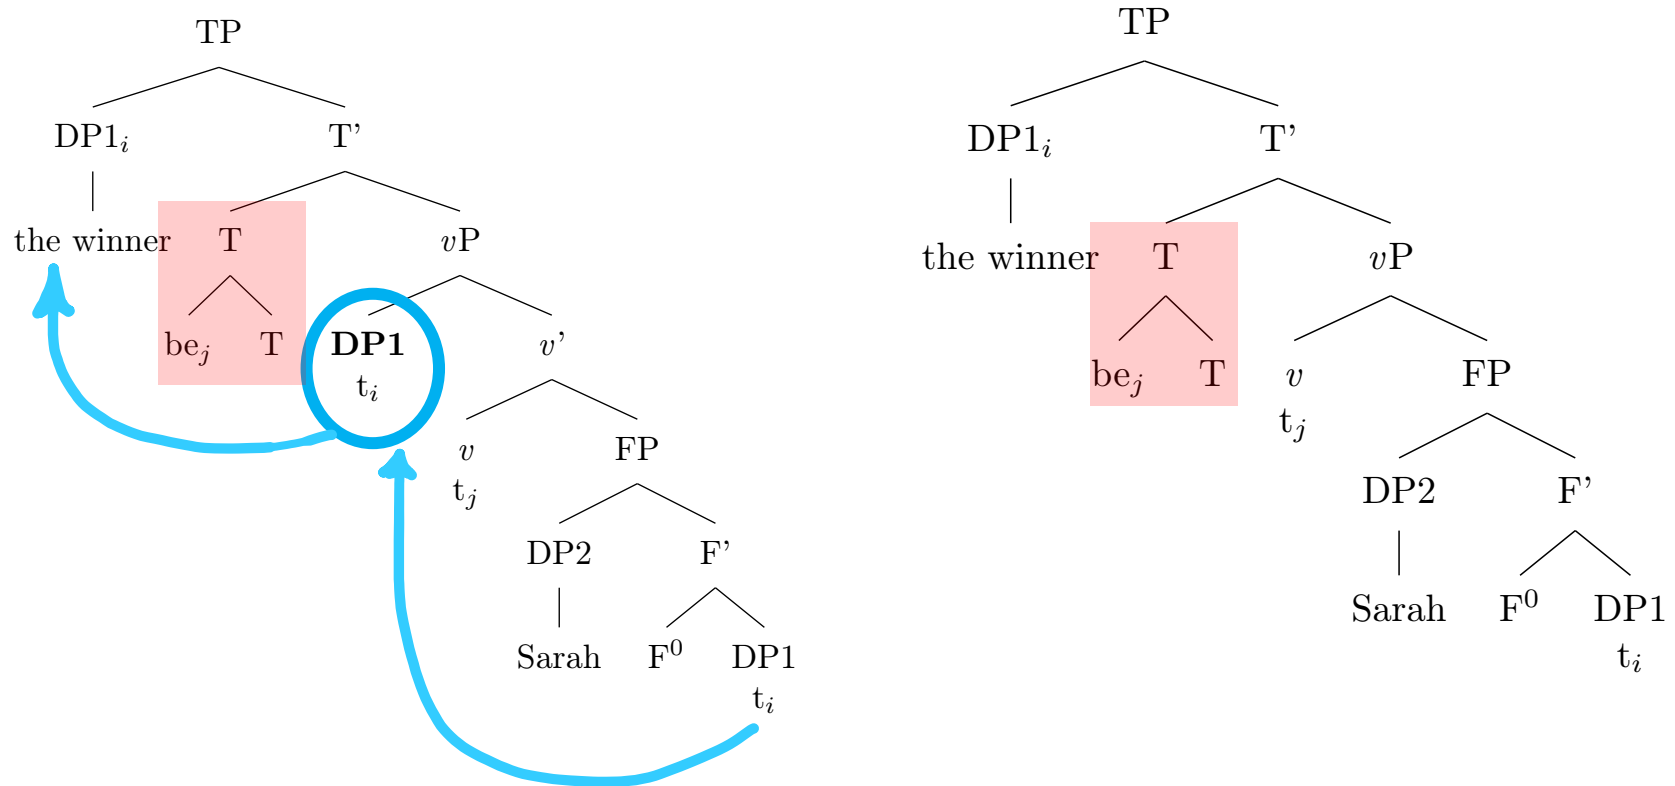 TP
DP1i T’
the winner T vP
bej T DP1 v’
ti
v FP
tj
DP2 F’
Sarah F0 DP1
ti
TP
DP1i T’
the winner T vP
bej T v FP
tj
DP2 F’
Sarah F0 DP1
ti